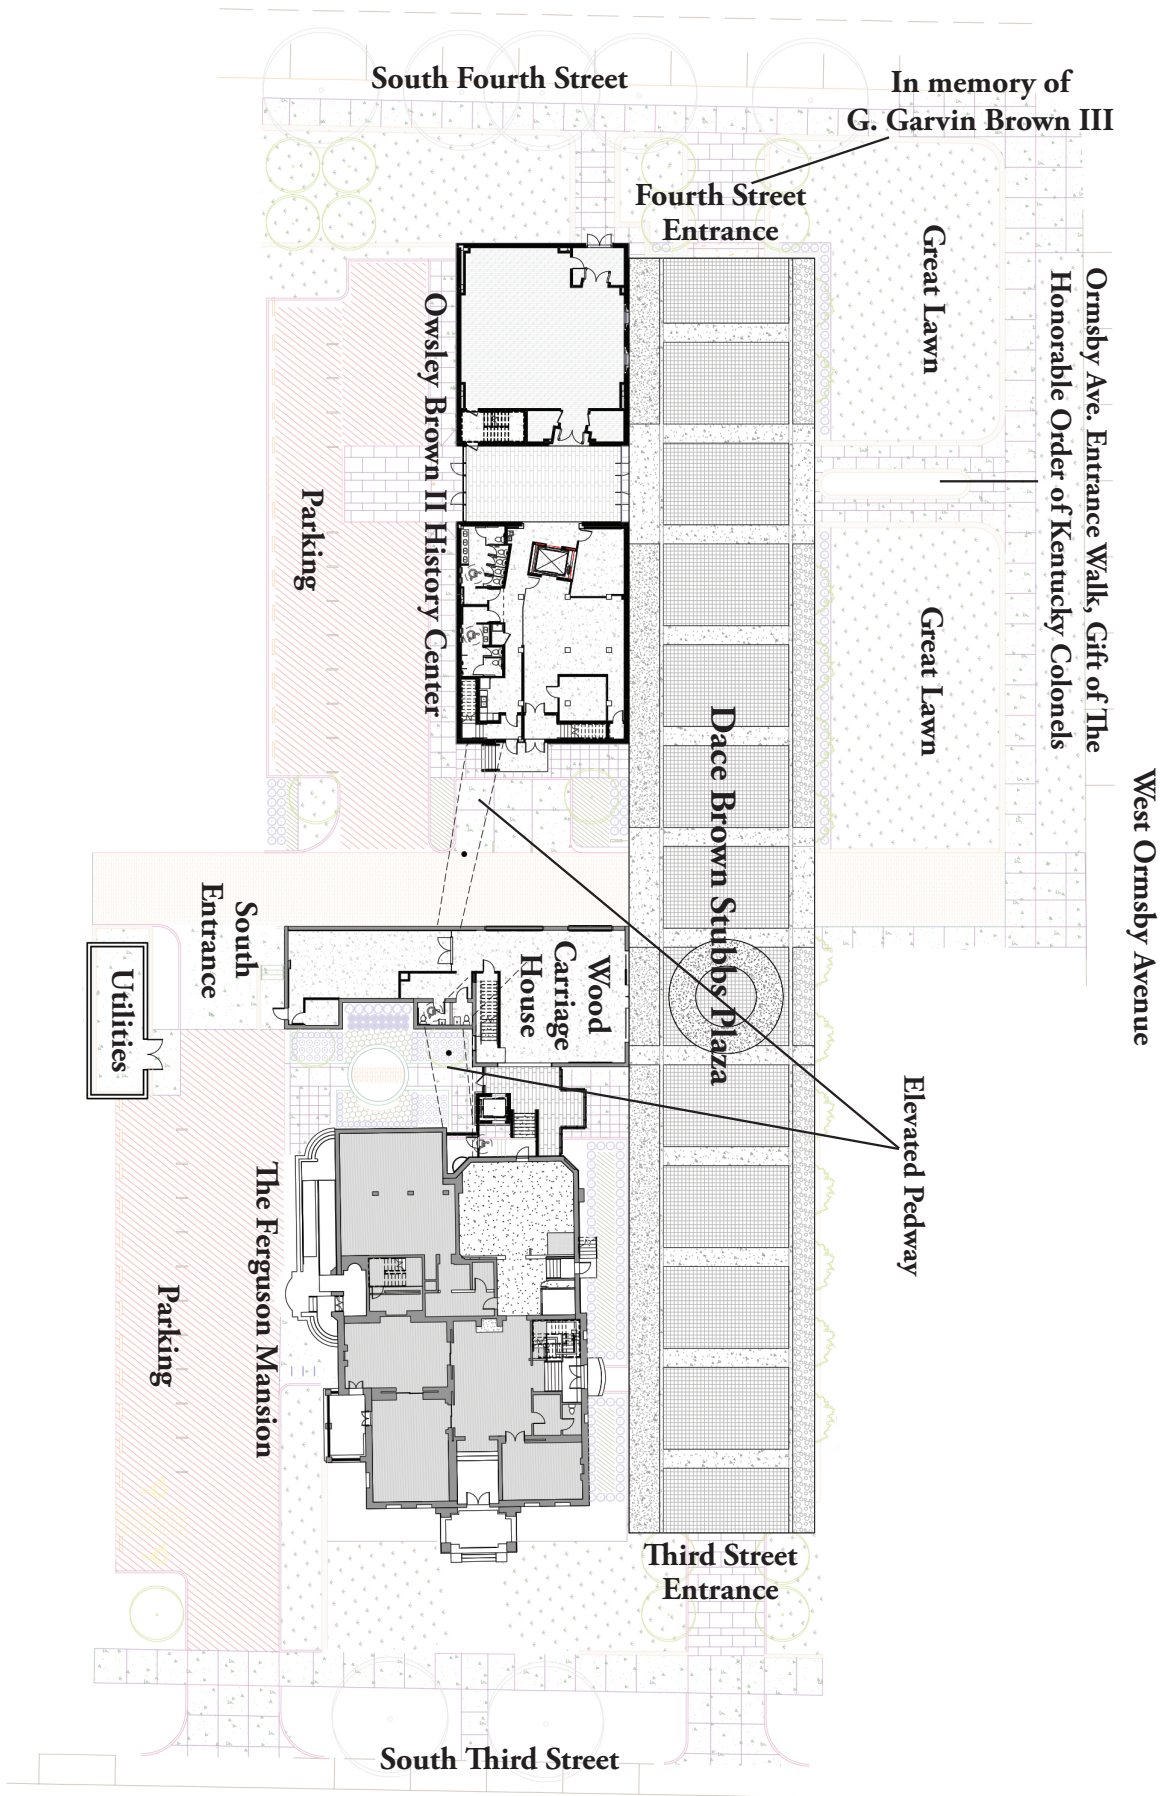 South Fourth Street
In memory of
G. Garvin Brown III
Fourth Street
Entrance
Great Lawn
Ormsby Ave. Entrance Walk, Gift of The
Honorable Order of Kentucky Colonels
Owsley Brown II History Center
Parking
Great Lawn
Dace Brown Stubbs Plaza
West Ormsby Avenue
South
Entrance
Wood
Carriage
House
Utilities
Elevated Pedway
The Ferguson Mansion
Parking
Third Street
Entrance
South Third Street